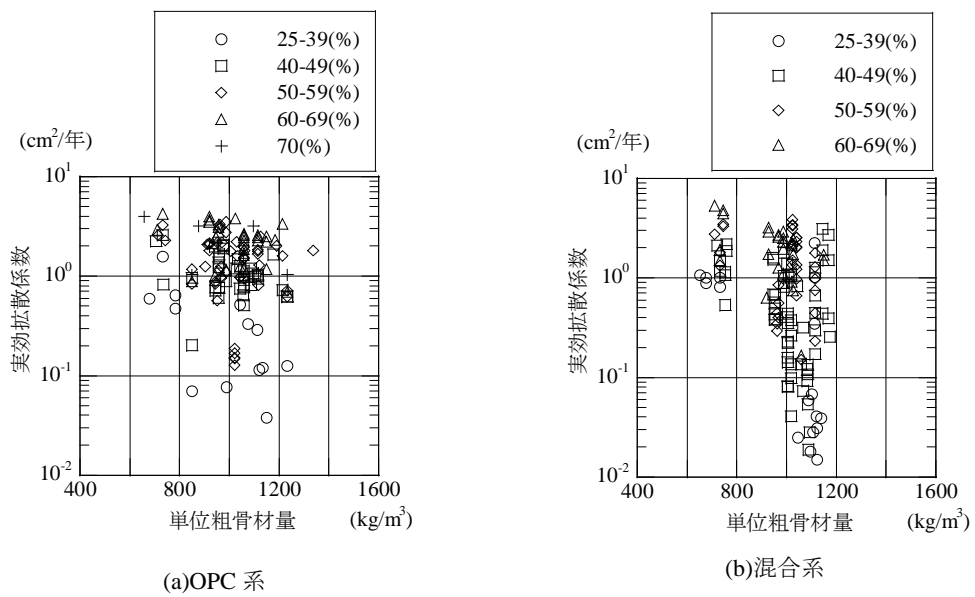 25-39(%)
40-49(%)
50-59(%)
60-69(%)
70(%)
(cm²/年)
実効拡散係数
10¹
10⁰
10⁻¹
10⁻²
400 800 1200 1600
単位粗骨材量 (kg/m³)
(a)OPC 系
25-39(%)
40-49(%)
50-59(%)
60-69(%)
(cm²/年)
実効拡散係数
10¹
10⁰
10⁻¹
10⁻²
400 800 1200 1600
単位粗骨材量 (kg/m³)
(b)混合系